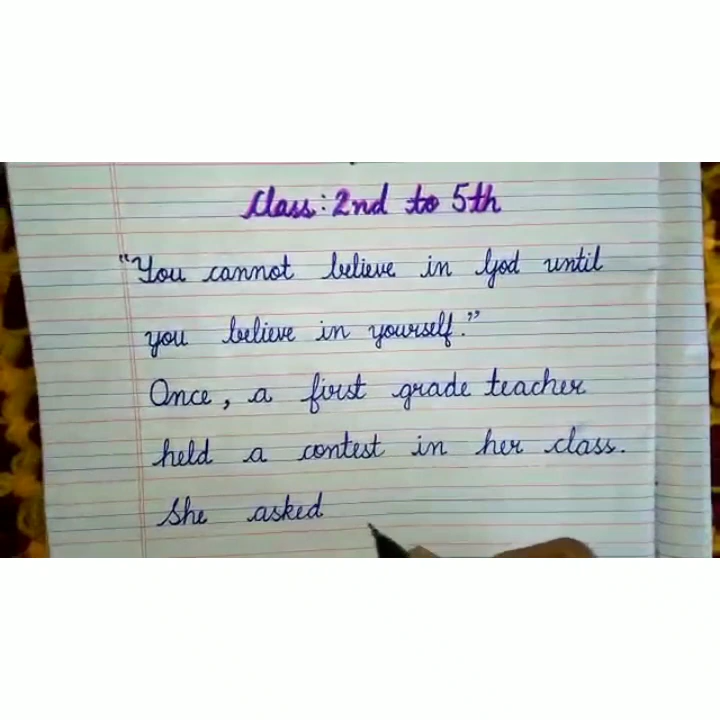 Class: 2nd to 5th
"You cannot believe in God until
you believe in yourself."
Once, a first grade teacher
held a contest in her class.
She asked